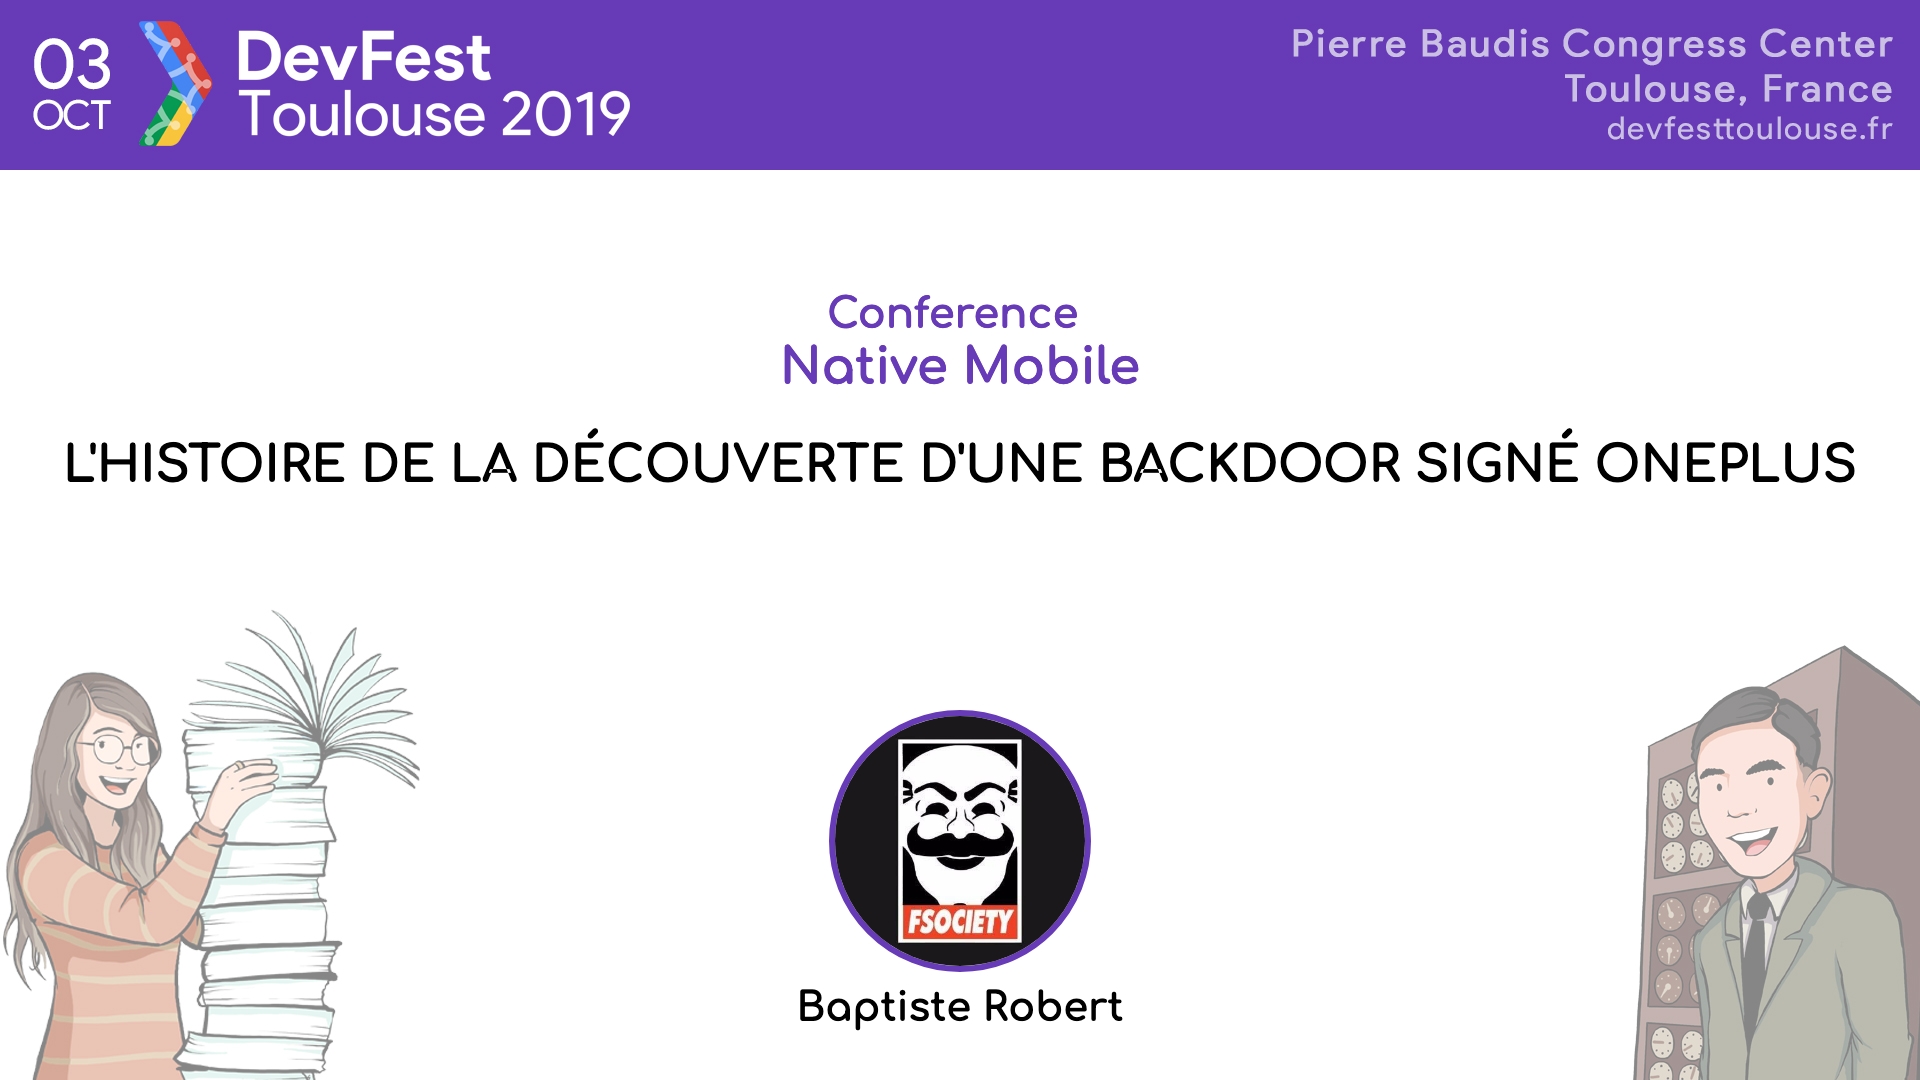 03
OCT
DevFest
Toulouse 2019
Pierre Baudis Congress Center
Toulouse, France
devfesttoulouse.fr
Conference
Native Mobile
L'HISTOIRE DE LA DÉCOUVERTE D'UNE BACKDOOR SIGNÉ ONEPLUS
FSOCIETY
Baptiste Robert